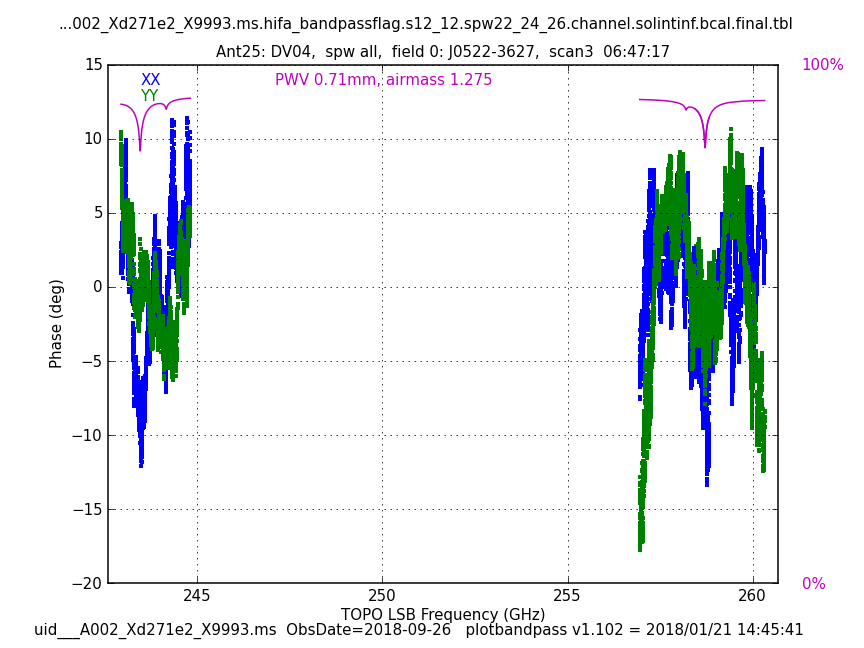 ...002_Xd271e2_X9993.ms.hifa_bandpassflag.s12_12.spw22_24_26.channel.solintinf.bcal.final.tbl
Ant25: DV04,  spw all,  field 0: J0522-3627,  scan3  06:47:17
XX
YY
PWV 0.71mm, airmass 1.275
100%
0%
15
10
5
0
−5
−10
−15
−20
Phase (deg)
245
250
255
260
TOPO LSB Frequency (GHz)
uid___A002_Xd271e2_X9993.ms  ObsDate=2018-09-26   plotbandpass v1.102 = 2018/01/21 14:45:41